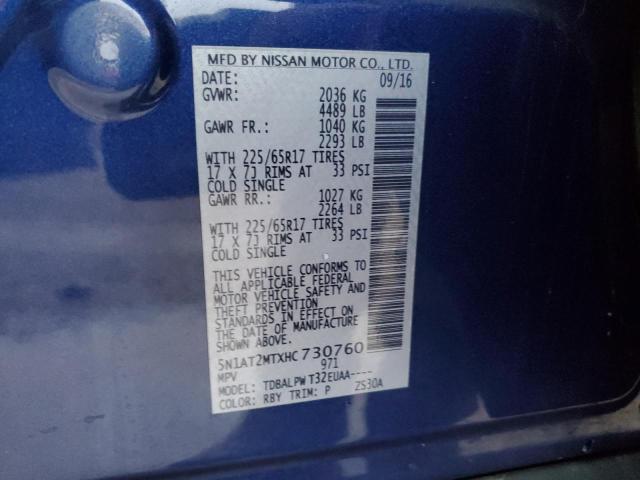 MFD BY NISSAN MOTOR CO., LTD.
DATE: 09/16
GVWR: 2036 KG
4489 LB
GAWR FR.: 1040 KG
2293 LB
WITH 225/65R17 TIRES
17 X 7J RIMS AT 33 PSI
COLD SINGLE
GAWR RR.: 1027 KG
2264 LB
WITH 225/65R17 TIRES
17 X 7J RIMS AT 33 PSI
COLD SINGLE
THIS VEHICLE CONFORMS TO
ALL APPLICABLE FEDERAL
MOTOR VEHICLE SAFETY AND
THEFT PREVENTION
STANDARDS IN EFFECT ON
THE DATE OF MANUFACTURE
SHOWN ABOVE.
5N1AT2MTXHC730760
MPV 971
MODEL: TDBALPW T32EUAA----
COLOR: RBY TRIM: P ZS30A